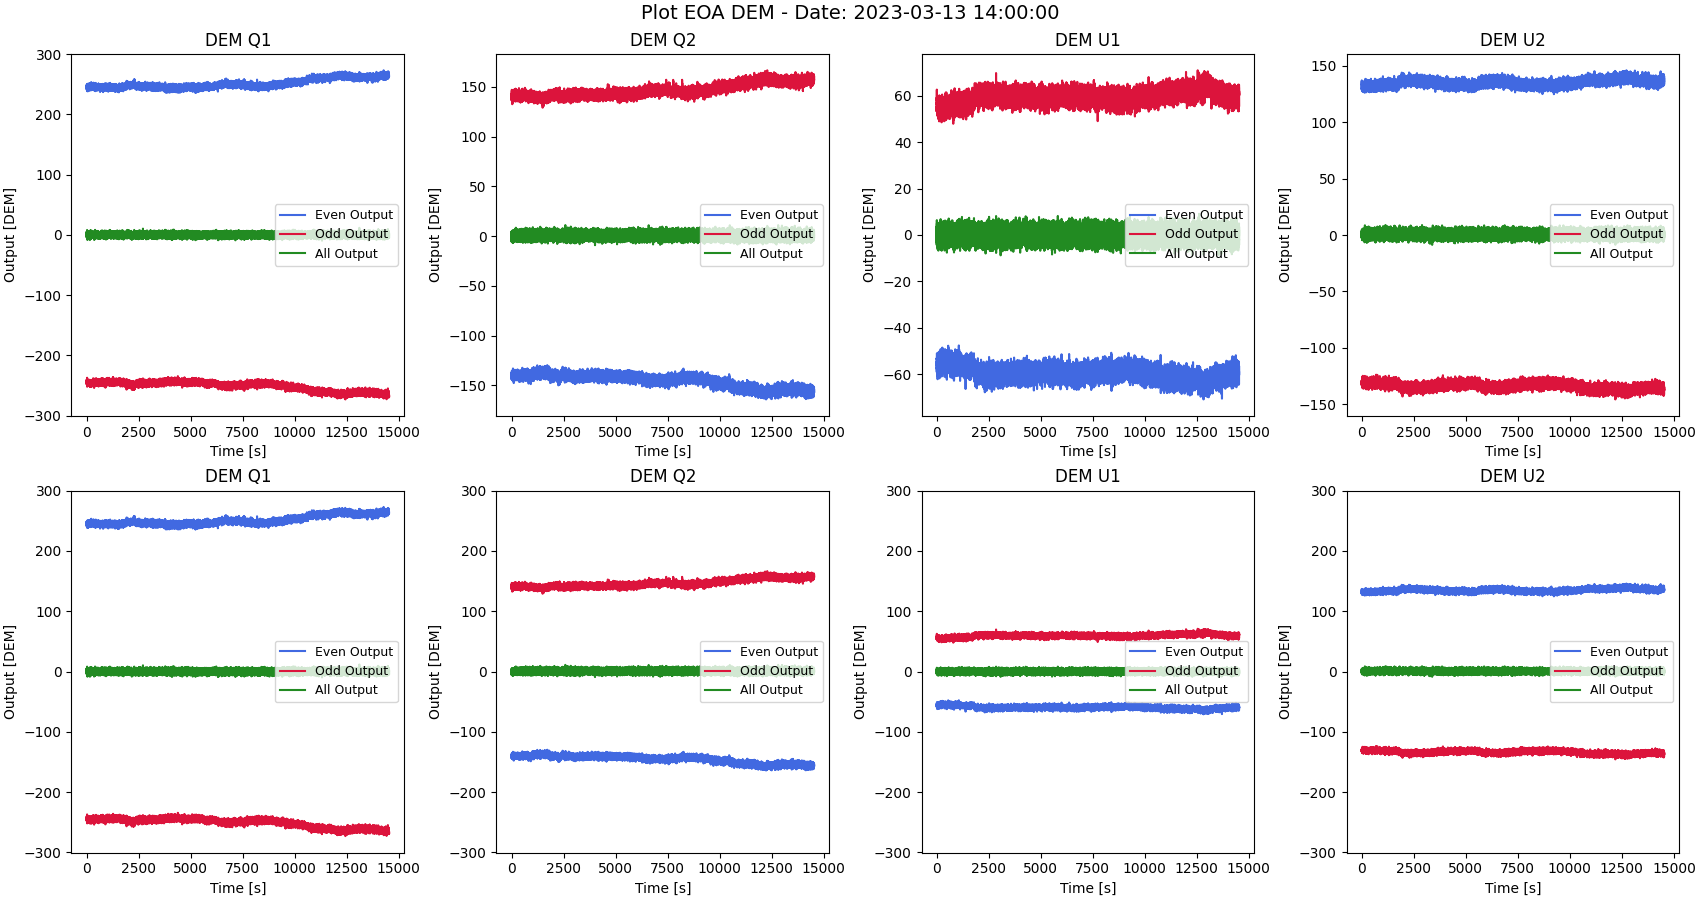 Plot EOA DEM - Date: 2023-03-13 14:00:00
DEM Q1
Output [DEM]
300
200
100
0
−100
−200
−300
Even Output
Odd Output
All Output
0 2500 5000 7500 10000 12500 15000
Time [s]
DEM Q2
Output [DEM]
150
100
50
0
−50
−100
−150
Even Output
Odd Output
All Output
0 2500 5000 7500 10000 12500 15000
Time [s]
DEM U1
Output [DEM]
60
40
20
0
−20
−40
−60
Even Output
Odd Output
All Output
0 2500 5000 7500 10000 12500 15000
Time [s]
DEM U2
Output [DEM]
150
100
50
0
−50
−100
−150
Even Output
Odd Output
All Output
0 2500 5000 7500 10000 12500 15000
Time [s]
DEM Q1
Output [DEM]
300
200
100
0
−100
−200
−300
Even Output
Odd Output
All Output
0 2500 5000 7500 10000 12500 15000
Time [s]
DEM Q2
Output [DEM]
300
200
100
0
−100
−200
−300
Even Output
Odd Output
All Output
0 2500 5000 7500 10000 12500 15000
Time [s]
DEM U1
Output [DEM]
300
200
100
0
−100
−200
−300
Even Output
Odd Output
All Output
0 2500 5000 7500 10000 12500 15000
Time [s]
DEM U2
Output [DEM]
300
200
100
0
−100
−200
−300
Even Output
Odd Output
All Output
0 2500 5000 7500 10000 12500 15000
Time [s]